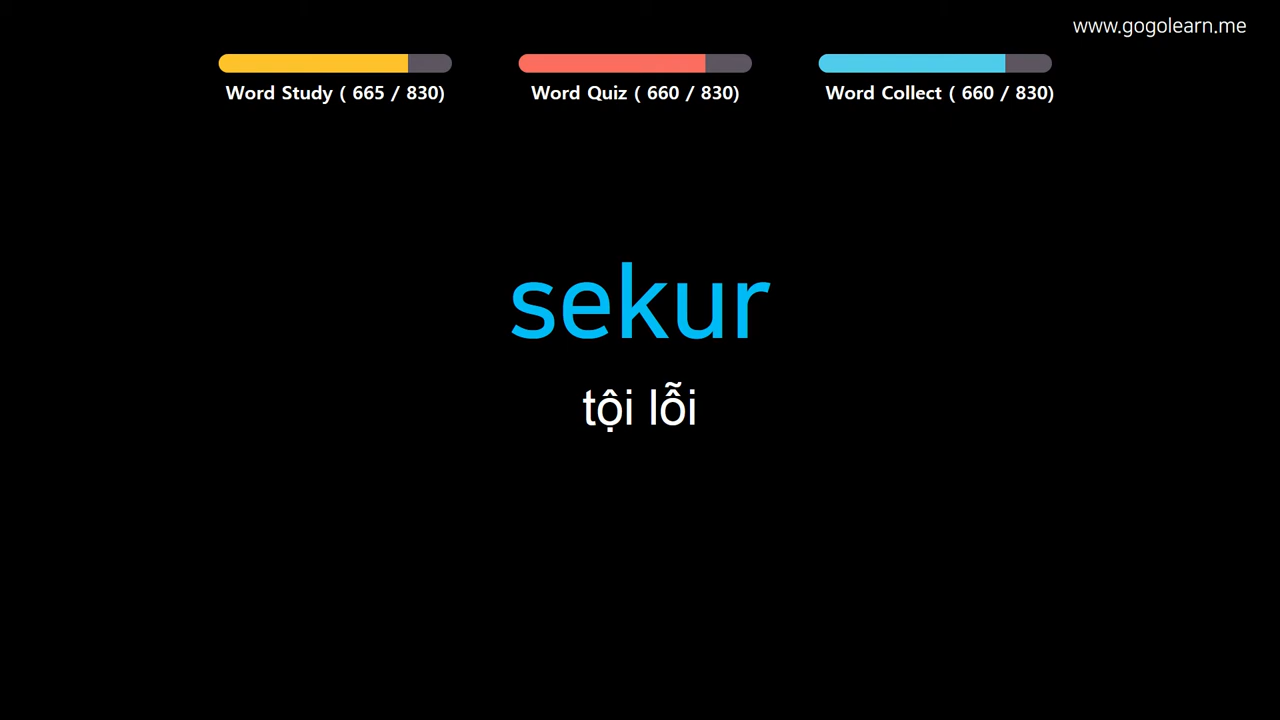 www.gogolearn.me
Word Study ( 665 / 830)
Word Quiz ( 660 / 830)
Word Collect ( 660 / 830)
sekur
tội lỗi